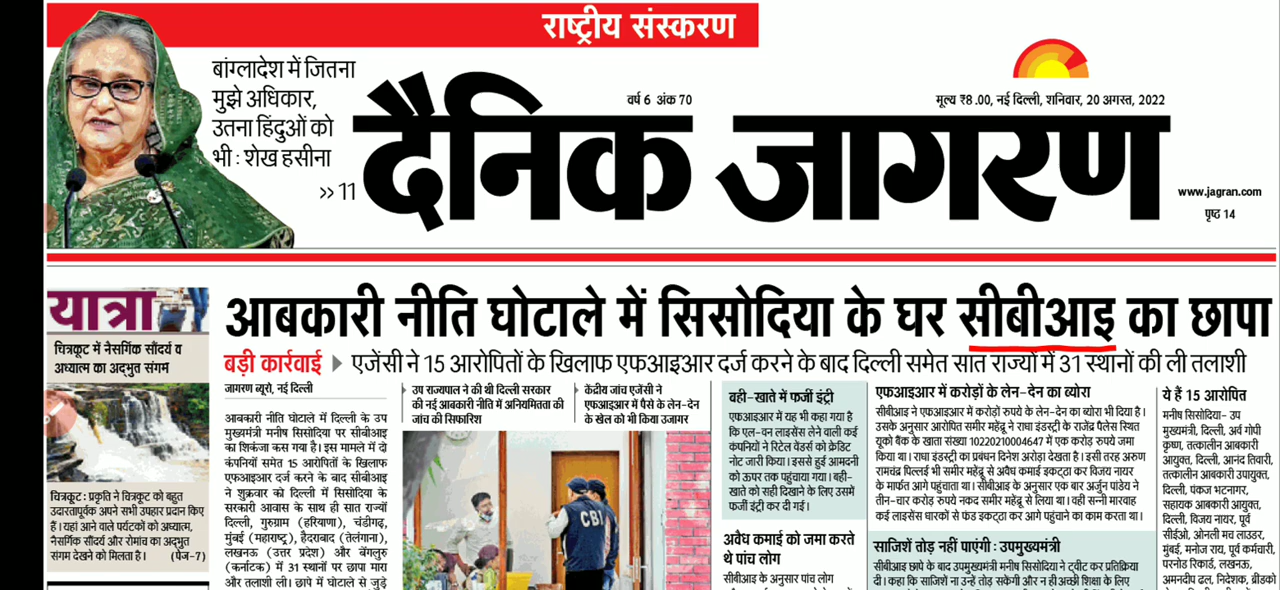 राष्ट्रीय संस्करण
बांग्लादेश में जितना
मुझे अधिकार,
उतना हिंदुओं को
भी : शेख हसीना
>> 11
वर्ष 6 अंक 70
मूल्य ₹8.00, नई दिल्ली, शनिवार, 20 अगस्त, 2022
दैनिक जागरण
www.jagran.com
पृष्ठ 14
यात्रा
चित्रकूट में नैसर्गिक सौंदर्य व
अध्यात्म का अद्भुत संगम
चित्रकूट : प्रकृति ने चित्रकूट को बहुत
उदारतापूर्वक अपने सभी उपहार प्रदान किए
हैं। यहां आने वाले पर्यटकों को अध्यात्म,
नैसर्गिक सौंदर्य और रोमांच का अद्भुत
संगम देखने को मिलता है। (पेज-7)
आबकारी नीति घोटाले में सिसोदिया के घर सीबीआइ का छापा
बड़ी कार्रवाई
एजेंसी ने 15 आरोपितों के खिलाफ एफआइआर दर्ज करने के बाद दिल्ली समेत सात राज्यों में 31 स्थानों की ली तलाशी
जागरण ब्यूरो, नई दिल्ली
आबकारी नीति घोटाले में दिल्ली के उप
मुख्यमंत्री मनीष सिसोदिया पर सीबीआइ
का शिकंजा कस गया है। इस मामले में दो
कंपनियों समेत 15 आरोपितों के खिलाफ
एफआइआर दर्ज करने के बाद सीबीआइ
ने शुक्रवार को दिल्ली में सिसोदिया के
सरकारी आवास के साथ ही सात राज्यों
दिल्ली, गुरुग्राम (हरियाणा), चंडीगढ़,
मुंबई (महाराष्ट्र), हैदराबाद (तेलंगाना),
लखनऊ (उत्तर प्रदेश) और बेंगलुरु
(कर्नाटक) में 31 स्थानों पर छापा मारा
और तलाशी ली। छापे में घोटाले से जुड़े
उप राज्यपाल ने की थी दिल्ली सरकार
की नई आबकारी नीति में अनियमितता की
जांच की सिफारिश
केंद्रीय जांच एजेंसी ने
एफआइआर में पैसे के लेन-देन
के खेल को भी किया उजागर
CBI
बही-खाते में फर्जी इंट्री
एफआइआर में यह भी कहा गया है
कि एल-वन लाइसेंस लेने वाली कई
कंपनियों ने रिटेल वेंडर्स को क्रेडिट
नोट जारी किया। इससे हुई आमदनी
को ऊपर तक पहुंचाया गया। बही-
खाते को सही दिखाने के लिए उसमें
फर्जी इंट्री कर दी गई।
अवैध कमाई को जमा करते
थे पांच लोग
सीबीआइ के अनुसार पांच लोग
एफआइआर में करोड़ों के लेन-देन का ब्योरा
सीबीआइ ने एफआइआर में करोड़ों रुपये के लेन-देन का ब्योरा भी दिया है।
उसके अनुसार आरोपित समीर महेंद्रू ने राधा इंडस्ट्री के राजेंद्र पैलेस स्थित
यूको बैंक के खाता संख्या 10220210004647 में एक करोड़ रुपये जमा
किया था। राधा इंडस्ट्री का प्रबंधन दिनेश अरोड़ा देखता है। इसी तरह अरुण
रामचंद्र पिल्लई भी समीर महेंद्रू से अवैध कमाई इकट्ठा कर विजय नायर
के मार्फत आगे पहुंचाता था। सीबीआइ के अनुसार एक बार अर्जुन पांडेय ने
तीन-चार करोड़ रुपये नकद समीर महेंद्रू से लिया था। वही सन्नी मारवाह
कई लाइसेंस धारकों से फंड इकट्ठा कर आगे पहुंचाने का काम करता था।
साजिशें तोड़ नहीं पाएंगी : उपमुख्यमंत्री
सीबीआइ छापे के बाद उपमुख्यमंत्री मनीष सिसोदिया ने ट्वीट कर प्रतिक्रिया
दी। कहा कि साजिशें ना उन्हें तोड़ सकेंगी और न ही अच्छी शिक्षा के लिए
ये हैं 15 आरोपित
मनीष सिसोदिया- उप
मुख्यमंत्री, दिल्ली, अर्व गोपी
कृष्ण, तत्कालीन आबकारी
आयुक्त, दिल्ली, आनंद तिवारी,
तत्कालीन आबकारी उपायुक्त,
दिल्ली, पंकज भटनागर,
सहायक आबकारी आयुक्त,
दिल्ली, विजय नायर, पूर्व
सीईओ, ओनली मच लाउडर,
मुंबई, मनोज राय, पूर्व कर्मचारी,
परनोड रिकार्ड, लखनऊ,
अमनदीप ढल, निदेशक, ब्रीडको